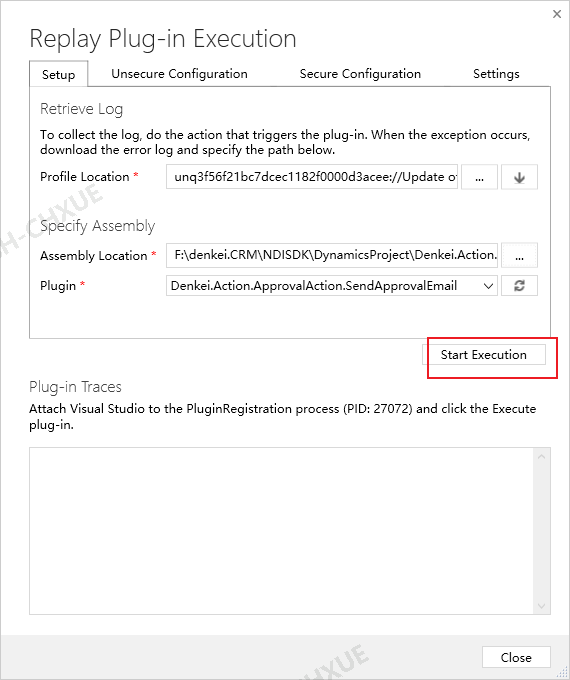 Replay Plug-in Execution
Setup Unsecure Configuration Secure Configuration Settings
Retrieve Log
To collect the log, do the action that triggers the plug-in. When the exception occurs,
download the error log and specify the path below.
Profile Location * unq3f56f21bc7dcec1182f0000d3acee://Update o ...
Specify Assembly
Assembly Location * F:\denkei.CRM\NDISDK\DynamicsProject\Denkei.Action. ...
Plugin * Denkei.Action.ApprovalAction.SendApprovalEmail
Start Execution
Plug-in Traces
Attach Visual Studio to the PluginRegistration process (PID: 27072) and click the Execute
plug-in.
Close
H-CHXUE
CHXUE